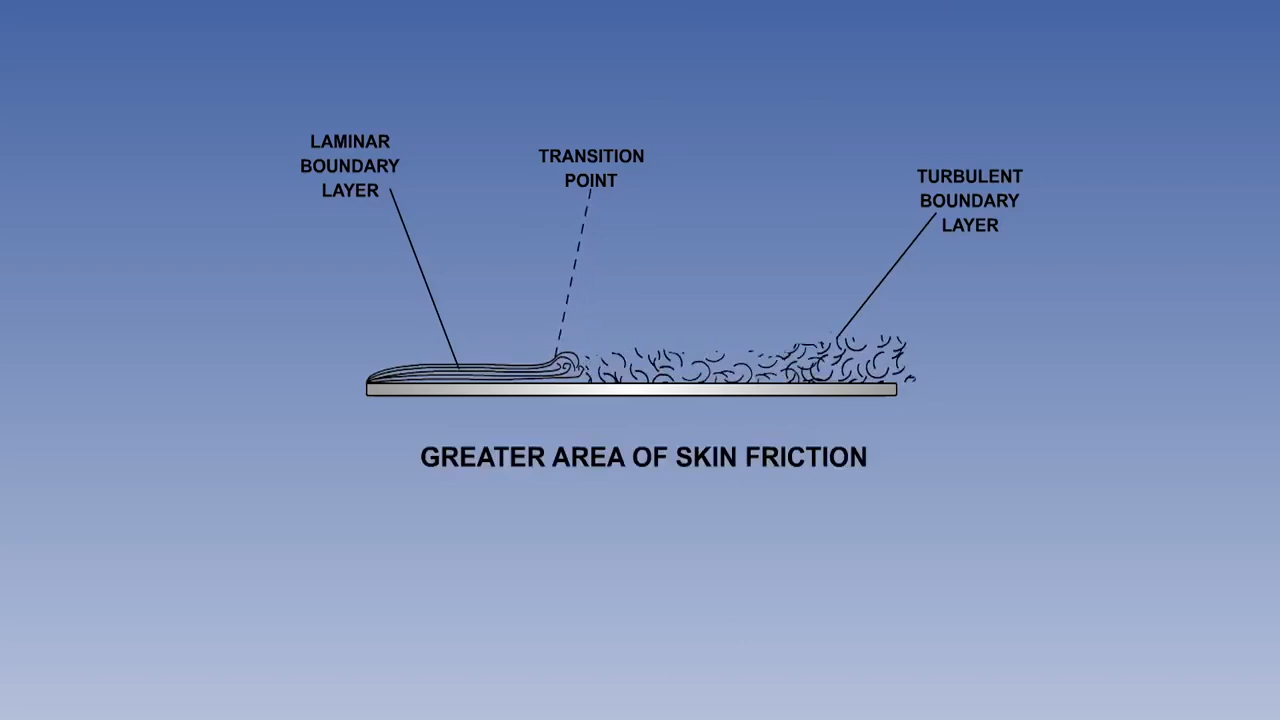 LAMINAR
BOUNDARY
LAYER
TRANSITION
POINT
TURBULENT
BOUNDARY
LAYER
GREATER AREA OF SKIN FRICTION